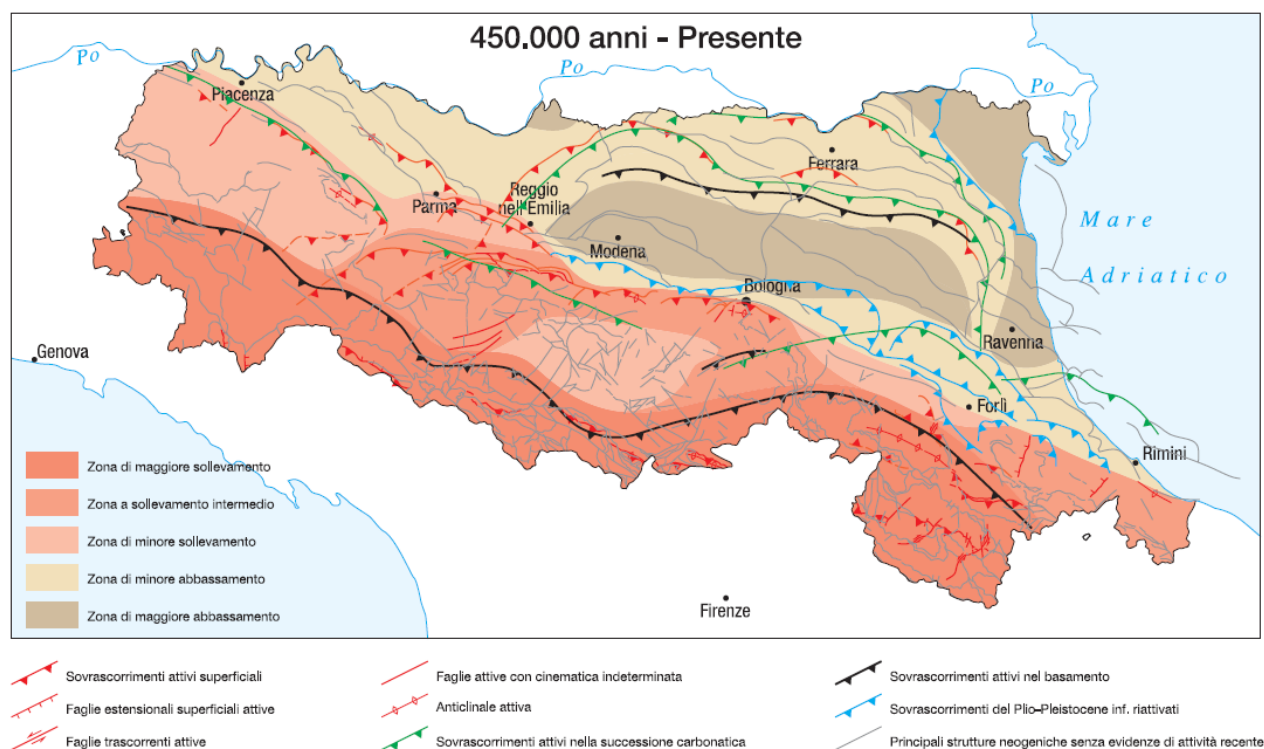 450.000 anni - Presente
Po
Po
Po
Piacenza
Ferrara
Parma
Reggio
nell'Emilia
Modena
Mare
Adriatico
Bologna
Ravenna
Genova
Forlì
Rimini
Firenze
Zona di maggiore sollevamento
Zona a sollevamento intermedio
Zona di minore sollevamento
Zona di minore abbassamento
Zona di maggiore abbassamento
Sovrascorrimenti attivi superficiali
Faglie estensionali superficiali attive
Faglie trascorrenti attive
Faglie attive con cinematica indeterminata
Anticlinale attiva
Sovrascorrimenti attivi nella successione carbonatica
Sovrascorrimenti attivi nel basamento
Sovrascorrimenti del Plio-Pleistocene inf. riattivati
Principali strutture neogeniche senza evidenze di attività recente